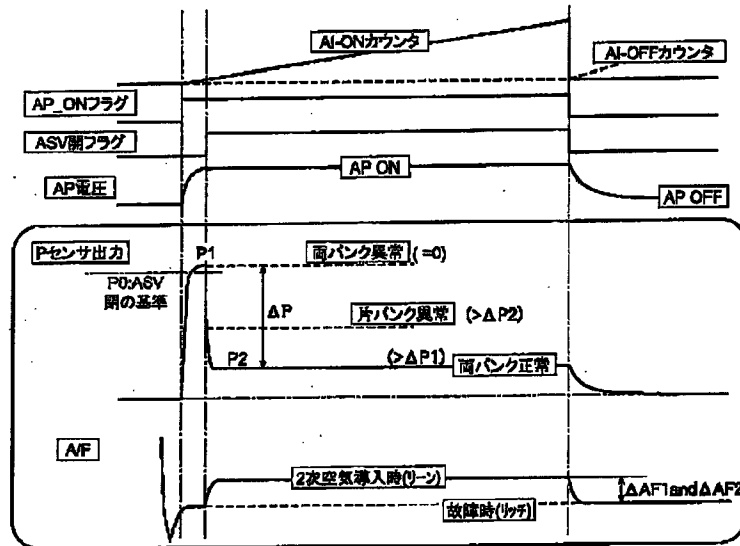 AI-ONカウンタ
AI-OFFカウンタ
AP_ONフラグ
ASV開フラグ
AP電圧
AP ON
AP OFF
Pセンサ出力
P1
両バンク異常(=0)
P0:ASV
閉の基準
ΔP
片バンク異常 (>ΔP2)
P2
(>ΔP1)
両バンク正常
A/F
2次空気導入時(リーン)
ΔAF1andΔAF2
故障時(リッチ)